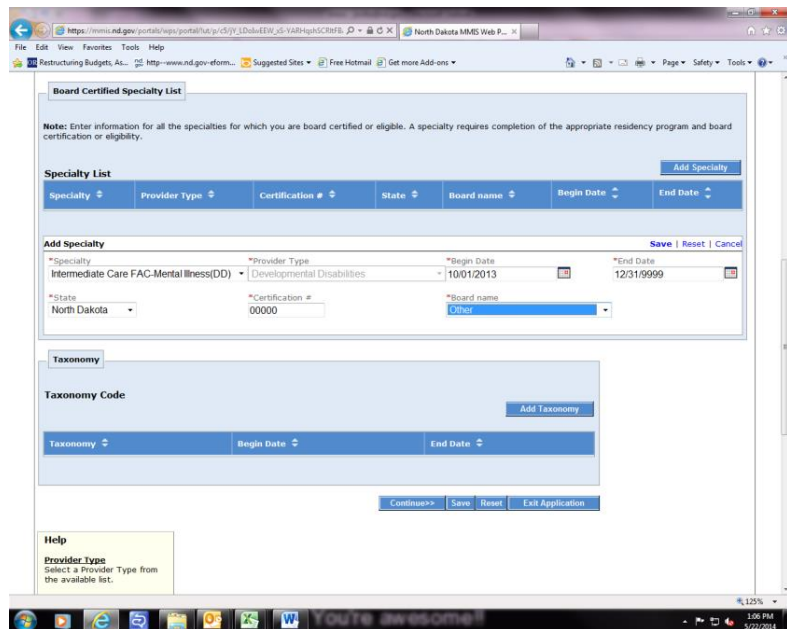 https://mmis.nd.gov/portals/wps/portal/!ut/p/c5/
North Dakota MMIS Web P...
File Edit View Favorites Tools Help
Restructuring Budgets, As... http--www.nd.gov-eform... Suggested Sites Free Hotmail Get more Add-ons Page Safety Tools
Board Certified Specialty List
Note: Enter information for all the specialties for which you are board certified or eligible. A specialty requires completion of the appropriate residency program and board
certification or eligibility.
Add Specialty
Specialty List
Specialty Provider Type Certification # State Board name Begin Date End Date
Add Specialty Save | Reset | Cancel
*Specialty *Provider Type *Begin Date *End Date
Intermediate Care FAC-Mental Illness(DD) Developmental Disabilities 10/01/2013 12/31/9999
*State *Certification # *Board name
North Dakota 00000 Other
Taxonomy
Taxonomy Code
Add Taxonomy
Taxonomy Begin Date End Date
Continue>> Save Reset Exit Application
Help
Provider Type
Select a Provider Type from
the available list.
125%
You're awesome!!
1:06 PM
5/22/2014